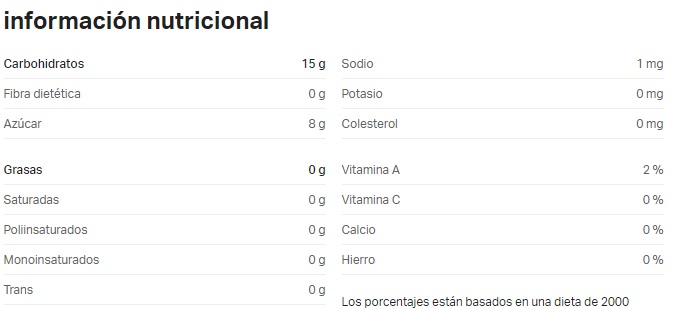 información nutricional
Carbohidratos 15 g
Fibra dietética 0 g
Azúcar 8 g
Grasas 0 g
Saturadas 0 g
Poliinsaturados 0 g
Monoinsaturados 0 g
Trans 0 g
Sodio 1 mg
Potasio 0 mg
Colesterol 0 mg
Vitamina A 2 %
Vitamina C 0 %
Calcio 0 %
Hierro 0 %
Los porcentajes están basados en una dieta de 2000